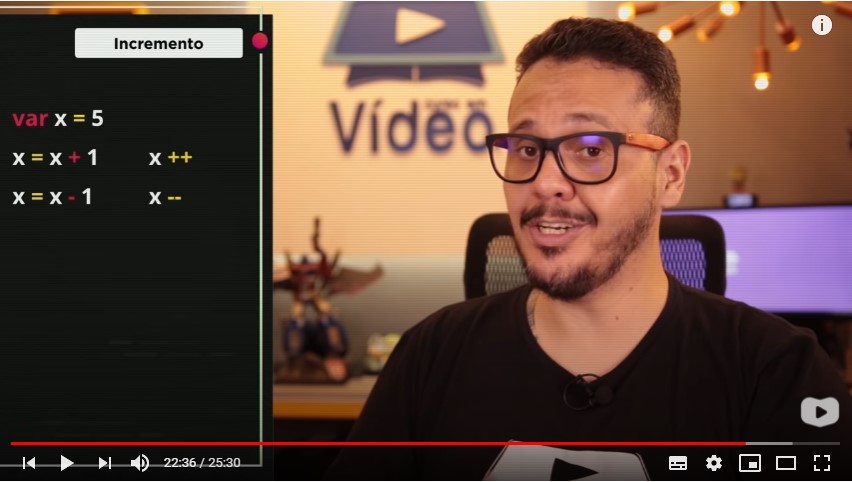 Incremento
var x = 5
x = x + 1 x ++
x = x - 1 x --
Vídeo
22:36 / 25:30